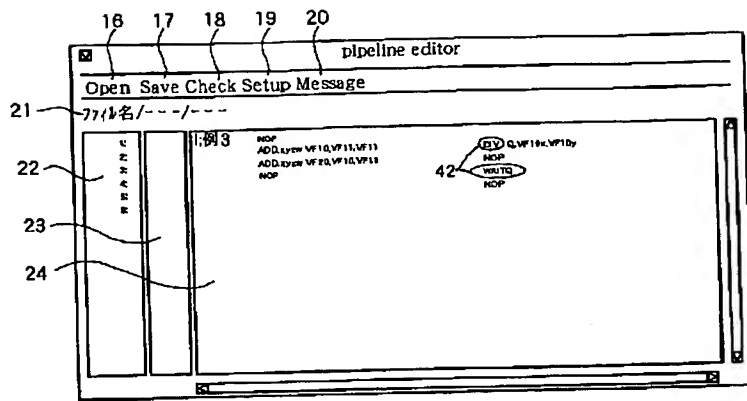 16 17 18 19 20
pipeline editor
Open Save Check Setup Message
21 ファイル名/---/---
;例3 NOP DIV Q,VF10x,VF10y
ADD.xyzw VF10,VF11,VF11 NOP
22 ADD.xyzw VF20,VF10,VF11 42 WAITQ
NOP NOP
23
24